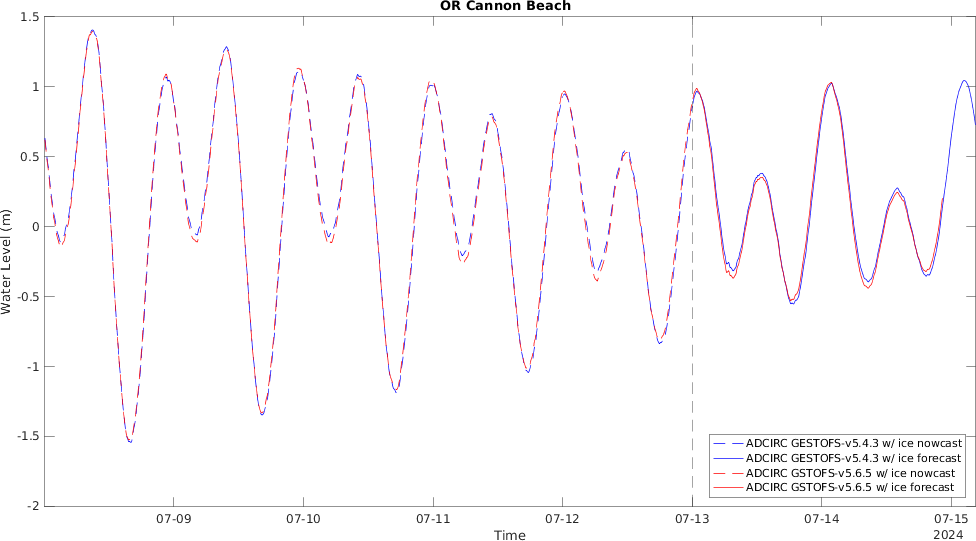 OR Cannon Beach
1.5
1
0.5
0
-0.5
-1
-1.5
-2
Water Level (m)
ADCIRC GESTOFS-v5.4.3 w/ ice nowcast
ADCIRC GESTOFS-v5.4.3 w/ ice forecast
ADCIRC GSTOFS-v5.6.5 w/ ice nowcast
ADCIRC GSTOFS-v5.6.5 w/ ice forecast
07-09 07-10 07-11 07-12 07-13 07-14 07-15
Time
2024